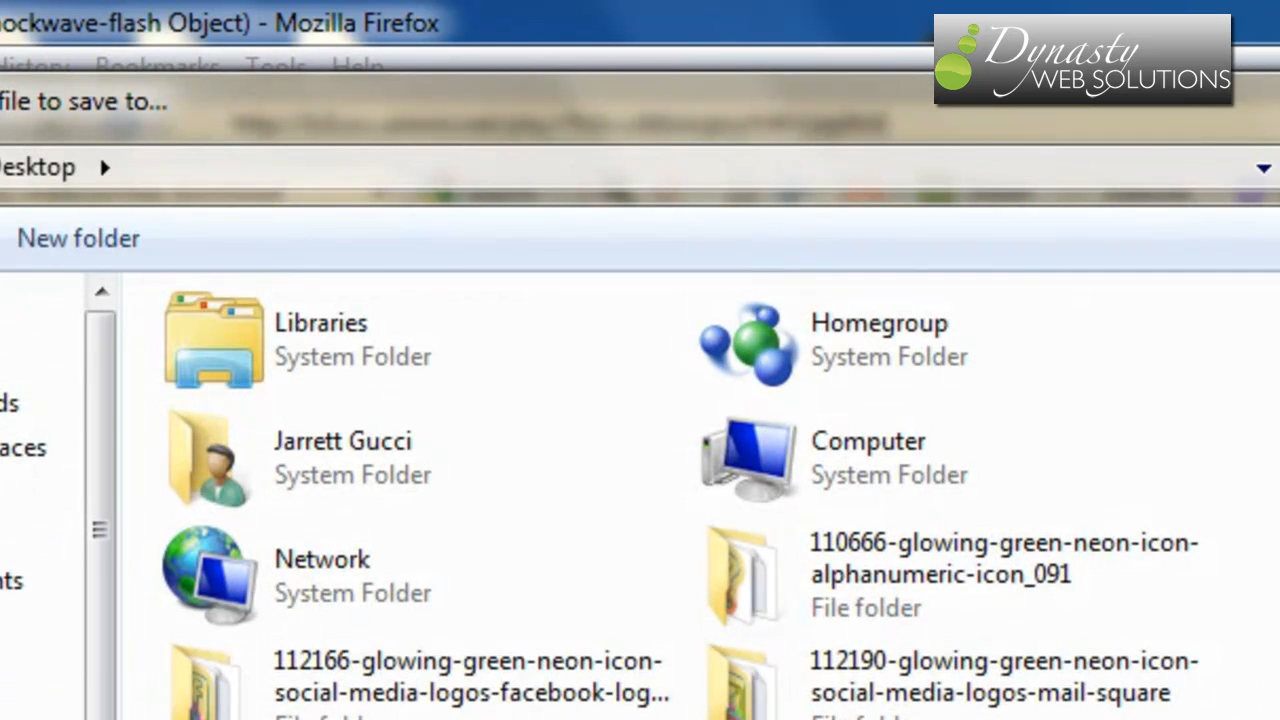 ockwave-flash Object) - Mozilla Firefox
Dynasty
WEB SOLUTIONS
History Bookmarks Tools Help
file to save to...
esktop
New folder
Libraries
System Folder
Homegroup
System Folder
ds
Jarrett Gucci
System Folder
Computer
System Folder
aces
Network
System Folder
110666-glowing-green-neon-icon-
alphanumeric-icon_091
File folder
nts
112166-glowing-green-neon-icon-
social-media-logos-facebook-log...
112190-glowing-green-neon-icon-
social-media-logos-mail-square